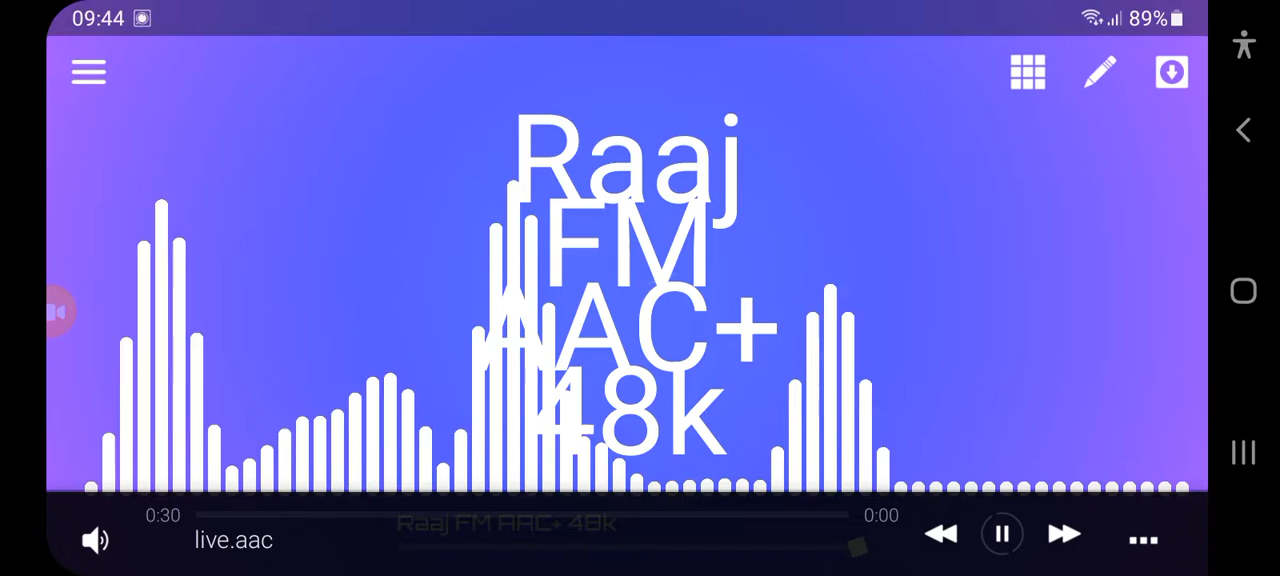 09:44
89%
Raaj
FM
AAC+
48k
0:30
Raaj FM AAC+ 48k
0:00
live.aac